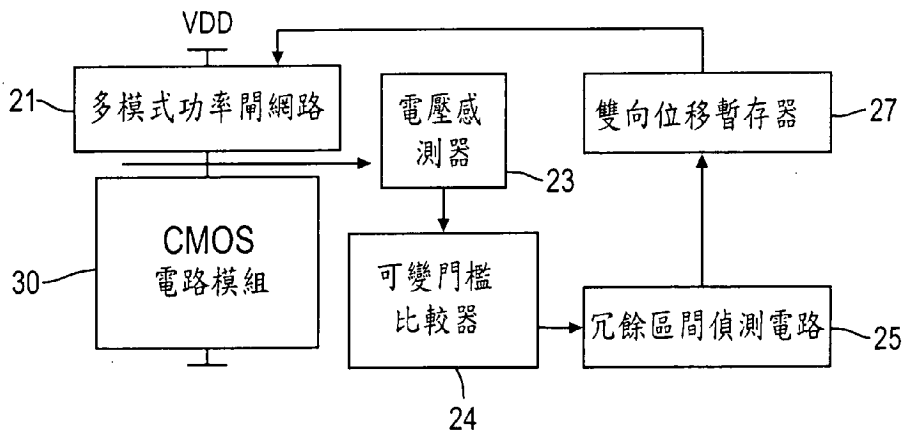 VDD
21
多模式功率閘網路
電壓感
測器
23
雙向位移暫存器
27
CMOS
電路模組
30
可變門檻
比較器
24
冗餘區間偵測電路
25